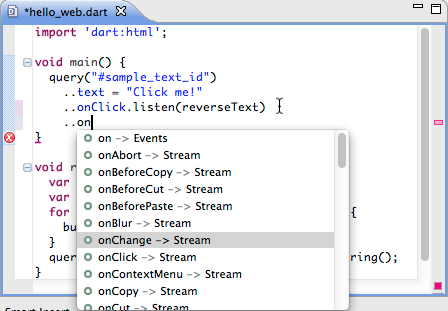 *hello_web.dart
import 'dart:html';
void main() {
query("#sample_text_id")
..text = "Click me!"
..onClick.listen(reverseText)
..on
}
on -> Events
onAbort -> Stream
onBeforeCopy -> Stream
onBeforeCut -> Stream
onBeforePaste -> Stream
onBlur -> Stream
onChange -> Stream
onClick -> Stream
onContextMenu -> Stream
onCopy -> Stream
onCut -> Stream
void r
var
var
for {
bu
}
quer ring();
}